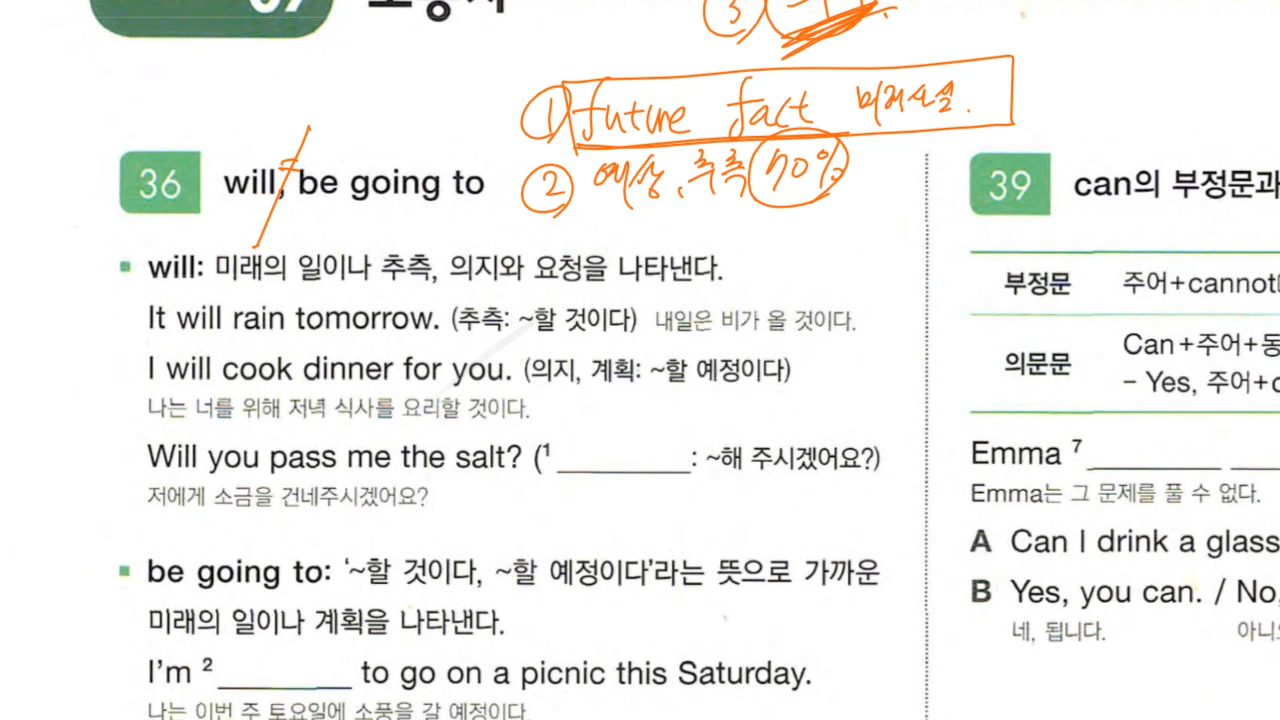 ③
① future fact 미래사실.
② 예상, 추측 70%
36 will, be going to
will: 미래의 일이나 추측, 의지와 요청을 나타낸다.
It will rain tomorrow. (추측: ~할 것이다) 내일은 비가 올 것이다.
I will cook dinner for you. (의지, 계획: ~할 예정이다)
나는 너를 위해 저녁 식사를 요리할 것이다.
Will you pass me the salt? (¹ ________: ~해 주시겠어요?)
저에게 소금을 건네주시겠어요?
be going to: ‘~할 것이다, ~할 예정이다’라는 뜻으로 가까운
미래의 일이나 계획을 나타낸다.
I’m ² ________ to go on a picnic this Saturday.
나는 이번 주 토요일에 소풍을 갈 예정이다.
39 can의 부정문과
부정문 주어+cannot
의문문 Can+주어+동
– Yes, 주어+c
Emma ⁷ ________
Emma는 그 문제를 풀 수 없다.
A Can I drink a glass
B Yes, you can. / No,
네, 됩니다. 아니